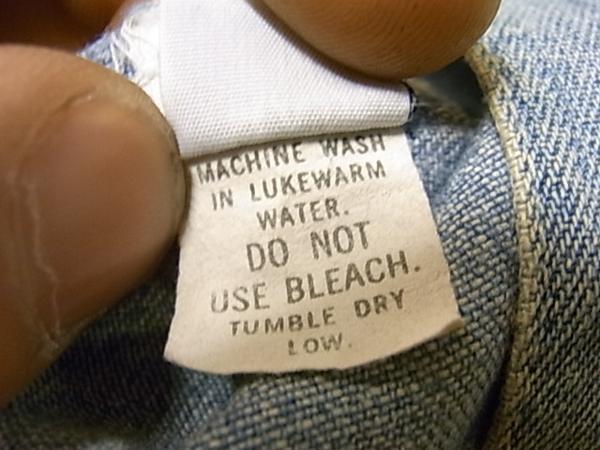 MACHINE WASH
IN LUKEWARM
WATER.
DO NOT
USE BLEACH.
TUMBLE DRY
LOW.